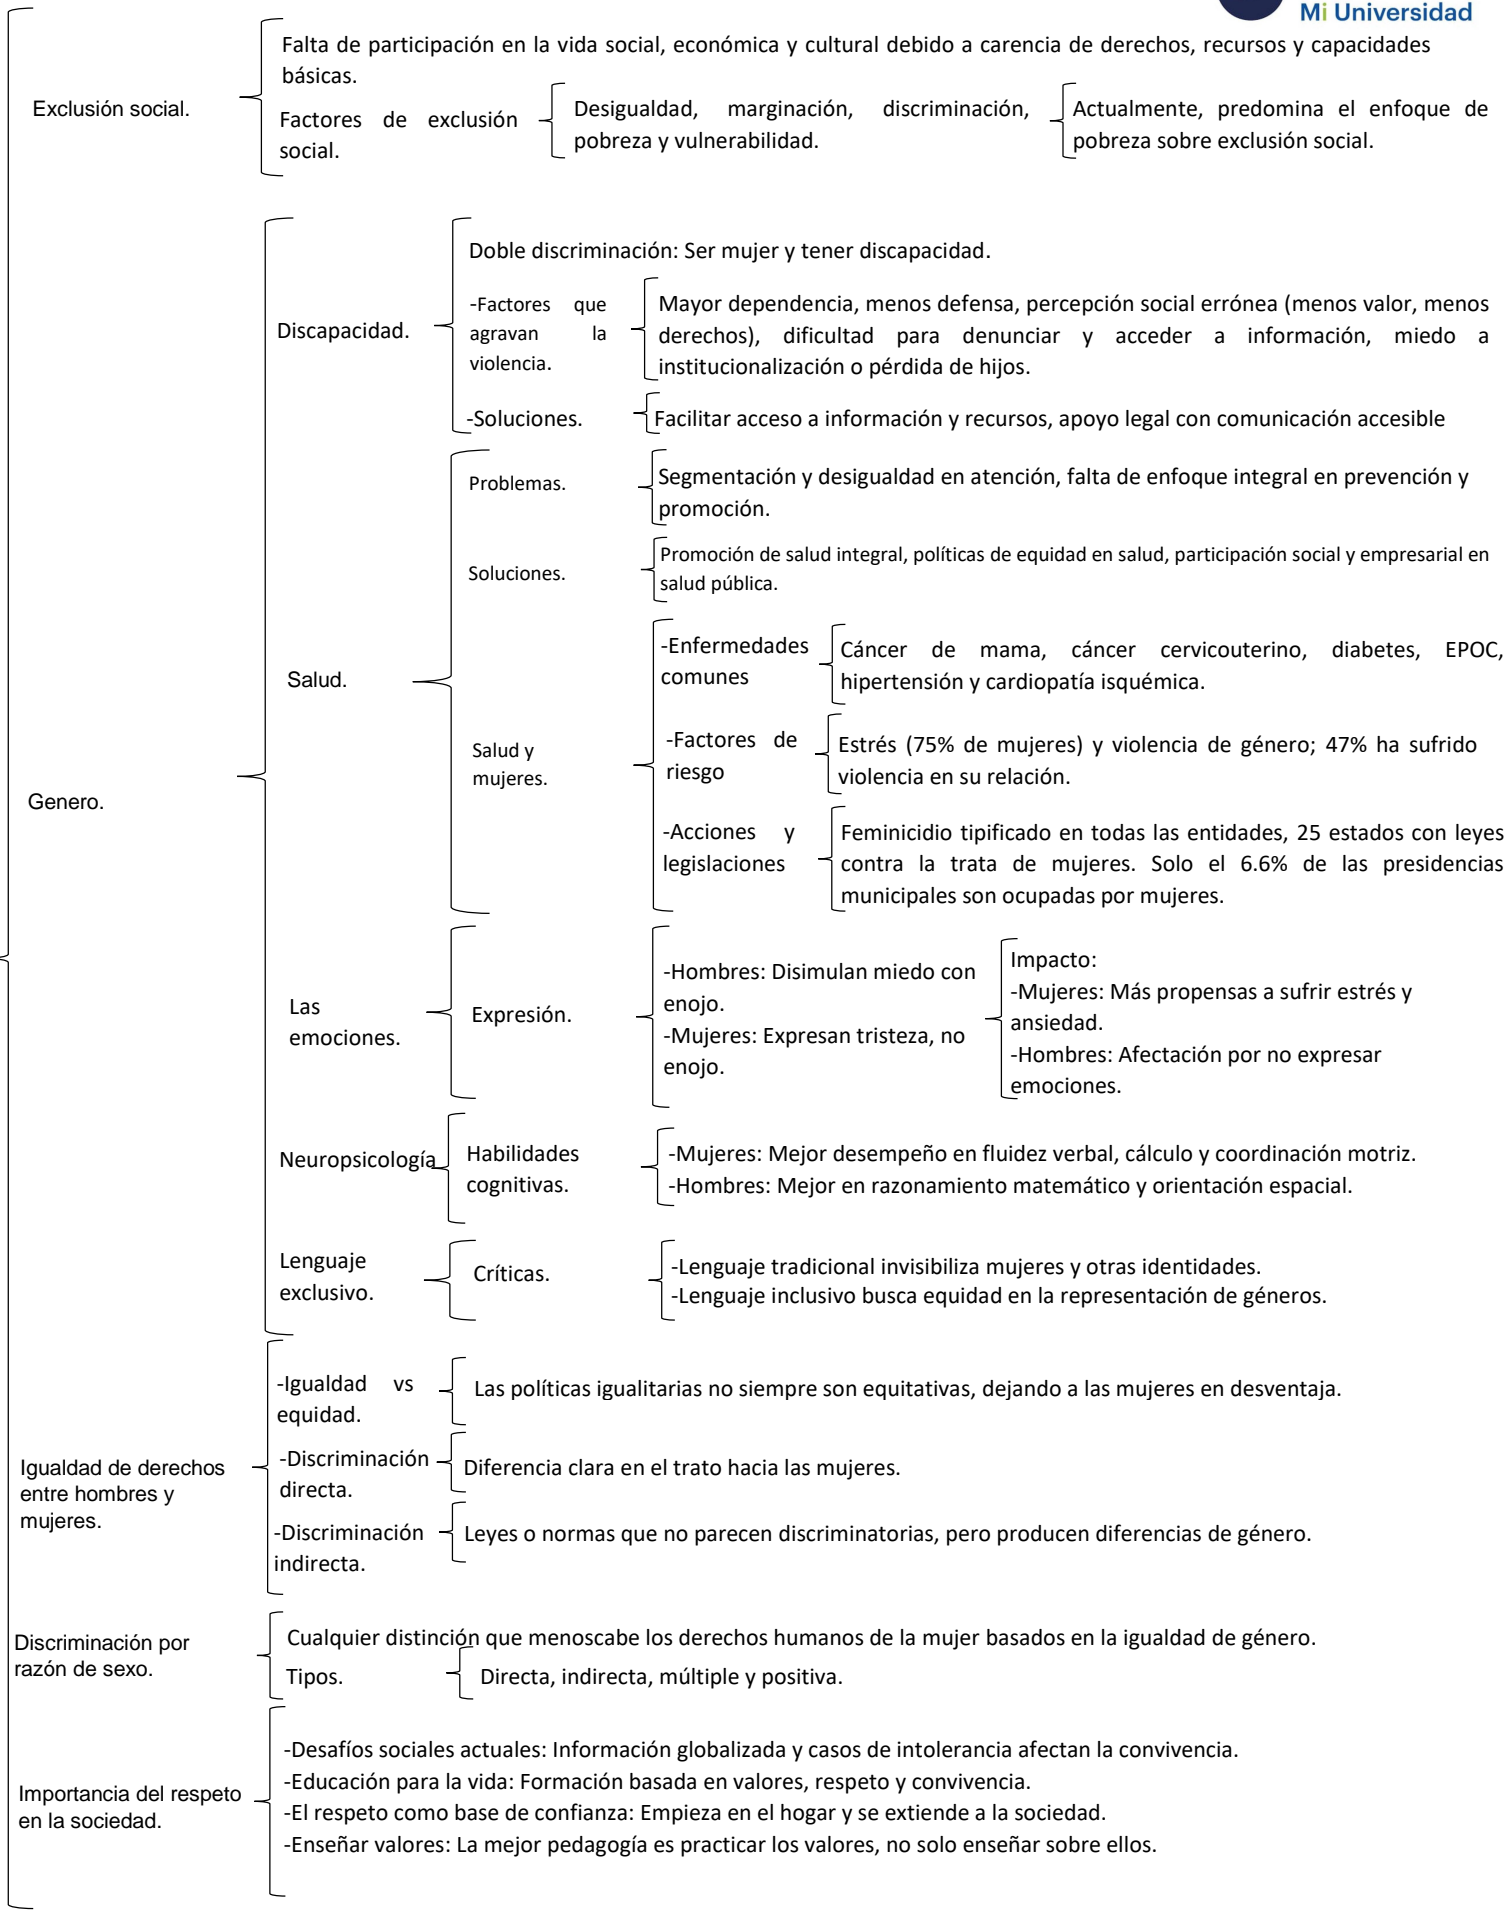 Mi Universidad
Falta de participación en la vida social, económica y cultural debido a carencia de derechos, recursos y capacidades
básicas.
Exclusión social.
Factores de exclusión
social.
Desigualdad, marginación, discriminación,
pobreza y vulnerabilidad.
Actualmente, predomina el enfoque de
pobreza sobre exclusión social.
Genero.
Discapacidad.
Doble discriminación: Ser mujer y tener discapacidad.
-Factores que
agravan la
violencia.
Mayor dependencia, menos defensa, percepción social errónea (menos valor, menos
derechos), dificultad para denunciar y acceder a información, miedo a
institucionalización o pérdida de hijos.
-Soluciones.
Facilitar acceso a información y recursos, apoyo legal con comunicación accesible
Salud.
Problemas.
Segmentación y desigualdad en atención, falta de enfoque integral en prevención y
promoción.
Soluciones.
Promoción de salud integral, políticas de equidad en salud, participación social y empresarial en
salud pública.
Salud y
mujeres.
-Enfermedades
comunes
Cáncer de mama, cáncer cervicouterino, diabetes, EPOC,
hipertensión y cardiopatía isquémica.
-Factores de
riesgo
Estrés (75% de mujeres) y violencia de género; 47% ha sufrido
violencia en su relación.
-Acciones y
legislaciones
Feminicidio tipificado en todas las entidades, 25 estados con leyes
contra la trata de mujeres. Solo el 6.6% de las presidencias
municipales son ocupadas por mujeres.
Las
emociones.
Expresión.
-Hombres: Disimulan miedo con
enojo.
-Mujeres: Expresan tristeza, no
enojo.
Impacto:
-Mujeres: Más propensas a sufrir estrés y
ansiedad.
-Hombres: Afectación por no expresar
emociones.
Neuropsicología
Habilidades
cognitivas.
-Mujeres: Mejor desempeño en fluidez verbal, cálculo y coordinación motriz.
-Hombres: Mejor en razonamiento matemático y orientación espacial.
Lenguaje
exclusivo.
Críticas.
-Lenguaje tradicional invisibiliza mujeres y otras identidades.
-Lenguaje inclusivo busca equidad en la representación de géneros.
Igualdad de derechos
entre hombres y
mujeres.
-Igualdad vs
equidad.
Las políticas igualitarias no siempre son equitativas, dejando a las mujeres en desventaja.
-Discriminación
directa.
Diferencia clara en el trato hacia las mujeres.
-Discriminación
indirecta.
Leyes o normas que no parecen discriminatorias, pero producen diferencias de género.
Discriminación por
razón de sexo.
Cualquier distinción que menoscabe los derechos humanos de la mujer basados en la igualdad de género.
Tipos.
Directa, indirecta, múltiple y positiva.
Importancia del respeto
en la sociedad.
-Desafíos sociales actuales: Información globalizada y casos de intolerancia afectan la convivencia.
-Educación para la vida: Formación basada en valores, respeto y convivencia.
-El respeto como base de confianza: Empieza en el hogar y se extiende a la sociedad.
-Enseñar valores: La mejor pedagogía es practicar los valores, no solo enseñar sobre ellos.